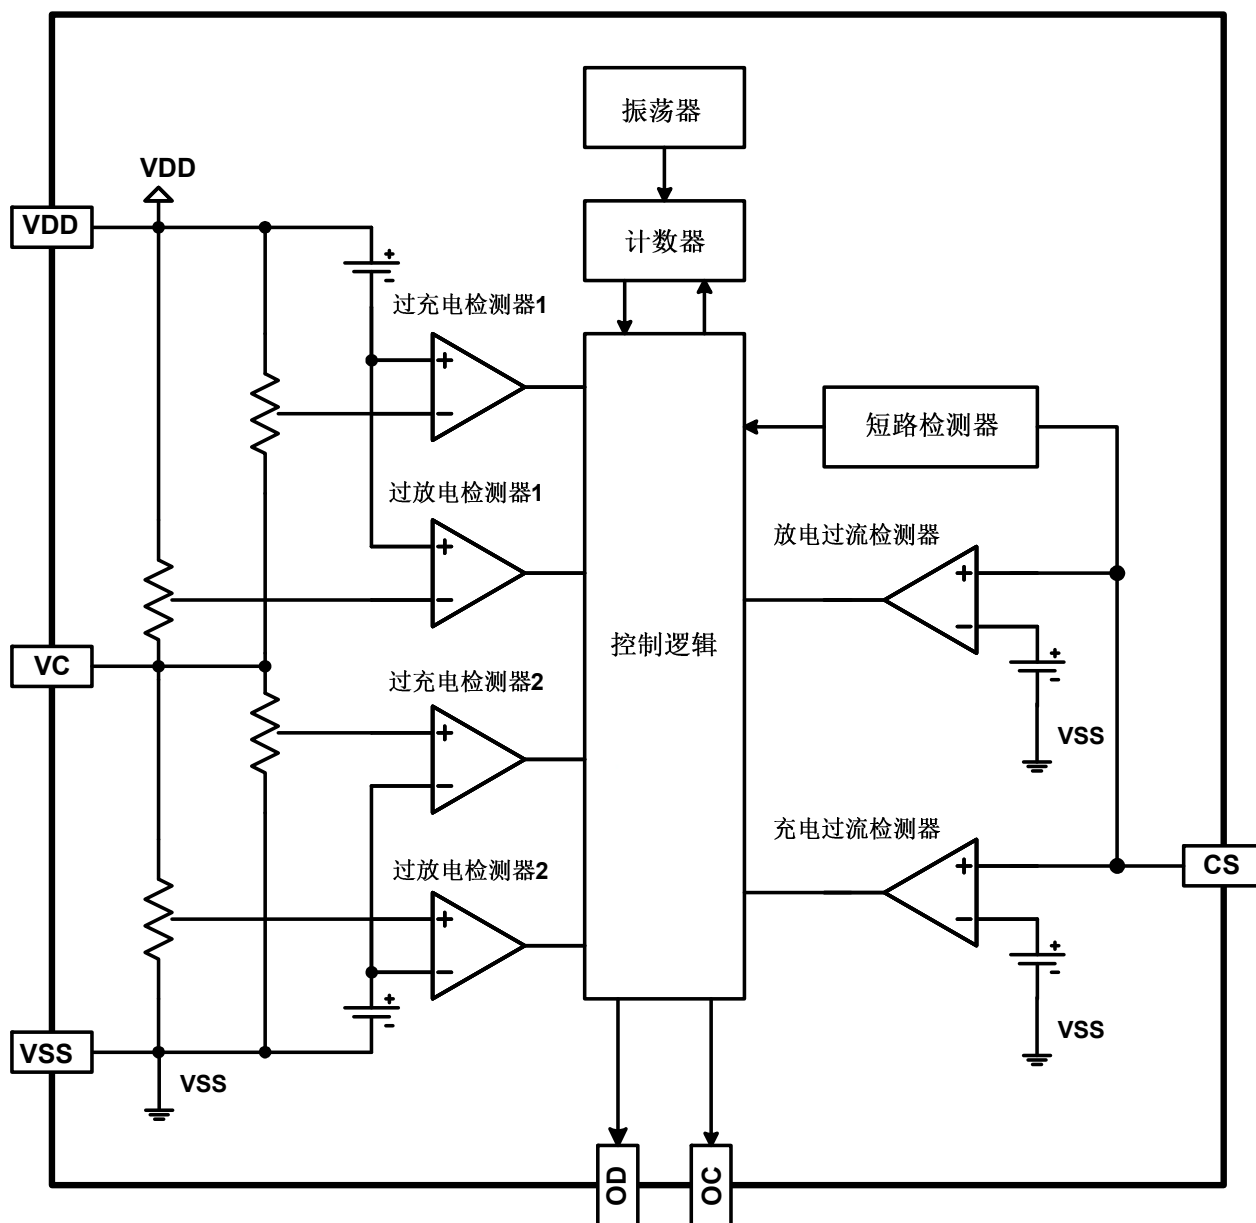 振荡器
VDD
VDD
计数器
过充电检测器1
短路检测器
过放电检测器1
放电过流检测器
控制逻辑
VC
过充电检测器2
VSS
充电过流检测器
CS
过放电检测器2
VSS
VSS
VSS
OD
OC